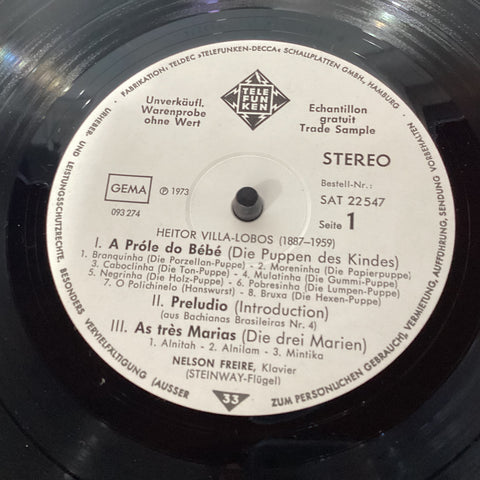 FABRIKATION: TELDEC »TELEFUNKEN-DECCA« SCHALLPLATTEN GMBH, HAMBURG
URHEBER- UND LEISTUNGSSCHUTZRECHTE. BESONDERS VERVIELFÄLTIGUNG (AUSSER ZUM PERSÖNLICHEN GEBRAUCH), VERMIETUNG, AUFFÜHRUNG, SENDUNG VORBEHALTEN
TELE
FUN
KEN
Unverkäufl.
Warenprobe
ohne Wert
Echantillon
gratuit
Trade Sample
STEREO
GEMA
℗ 1973
093 274
Bestell-Nr.:
SAT 22 547
Seite 1
HEITOR VILLA-LOBOS (1887-1959)
I. A Próle do Bébé (Die Puppen des Kindes)
1. Branquinha (Die Porzellan-Puppe) - 2. Moreninha (Die Papierpuppe)
3. Caboclinha (Die Ton-Puppe) - 4. Mulatinha (Die Gummi-Puppe)
5. Negrinha (Die Holz-Puppe) - 6. Pobresinha (Die Lumpen-Puppe)
7. O Polichinelo (Hanswurst) - 8. Bruxa (Die Hexen-Puppe)
II. Preludio (Introduction)
(aus Bachianas Brasileiras Nr. 4)
III. As très Marias (Die drei Marien)
1. Alnitah - 2. Alnilam - 3. Mintika
NELSON FREIRE, Klavier
(STEINWAY-Flügel)
33